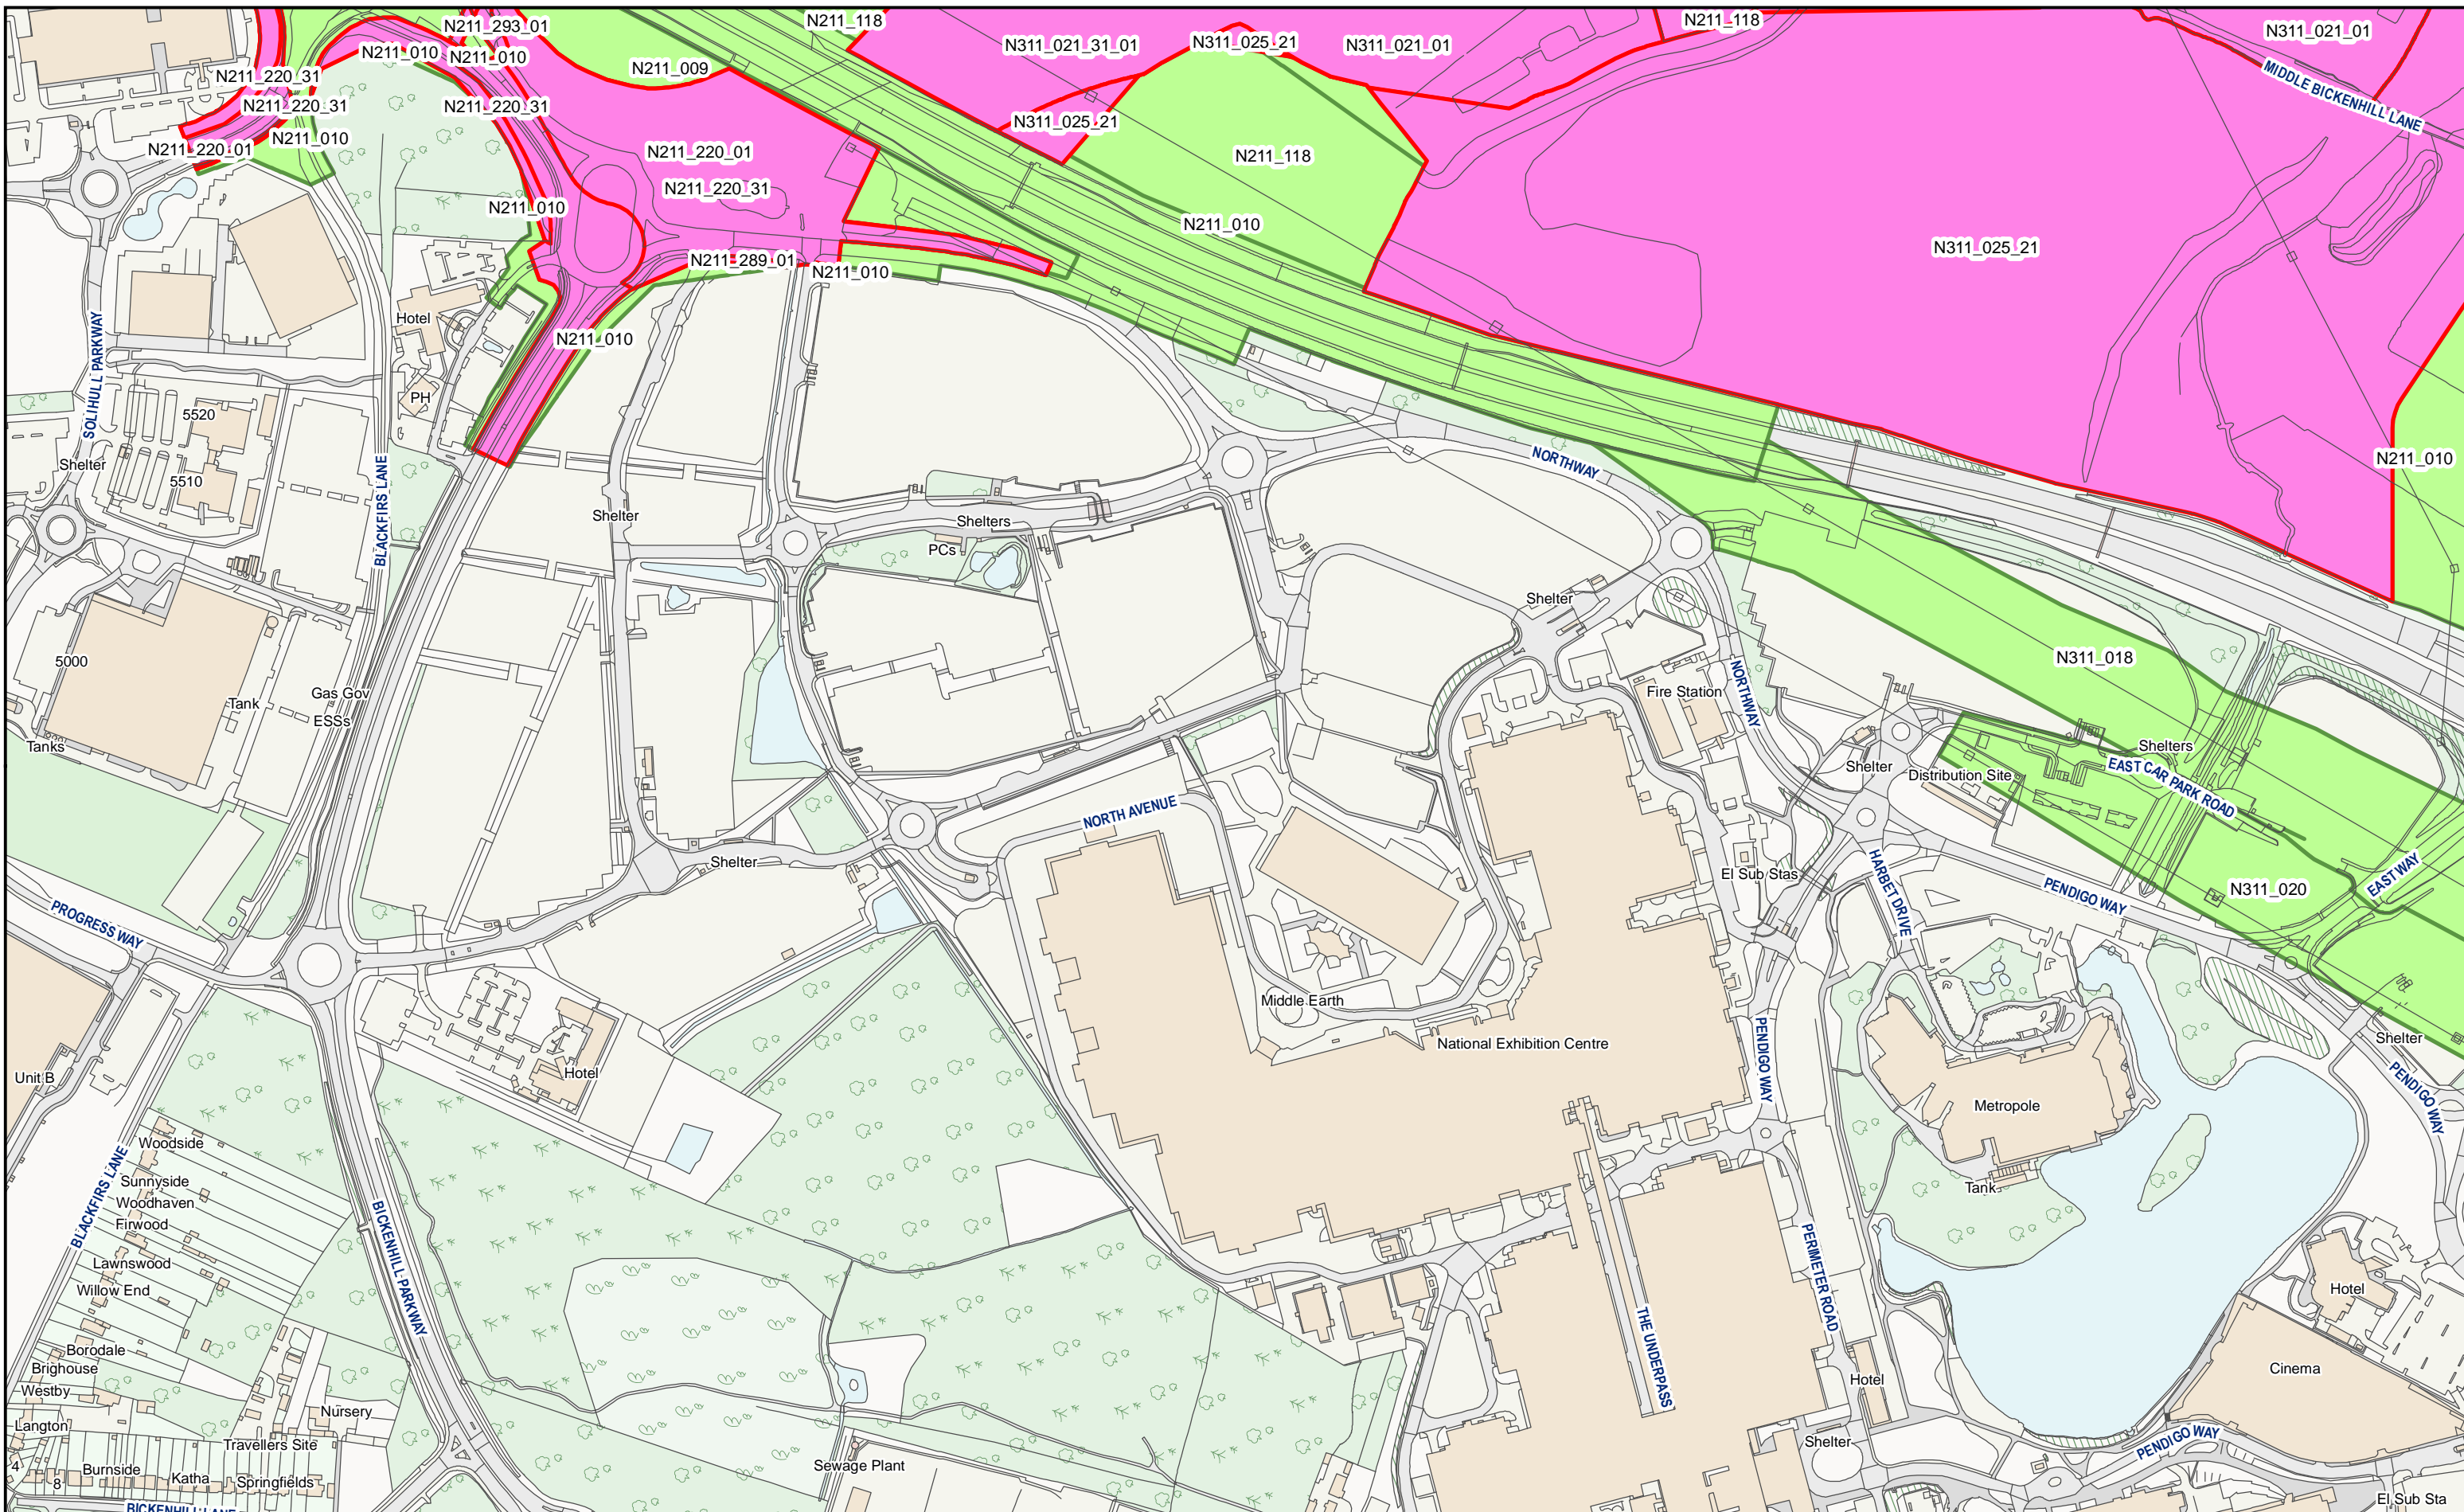 N211_293_01
N211_118
N211_118
N311_021_01
N311_021_31_01
N311_025_21
N311_021_01
N211_010
N211_010
N211_009
N211_220_31
MIDDLE BICKENHILL LANE
N211_220_31
N211_220_31
N311_025_21
N211_010
N211_220_01
N211_220_01
N211_118
N211_220_31
N211_010
N211_010
N311_025_21
N211_289_01
N211_010
Hotel
N211_010
SOLIHULL PARKWAY
PH
5520
NORTHWAY
N211_010
Shelter
5510
BLACKFIRS LANE
Shelter
Shelters
PCs
Shelter
5000
N311_018
Gas Gov
Fire Station
NORTHWAY
Tank
ESSs
Tanks
Shelters
Shelter
EAST CAR PARK ROAD
Distribution Site
NORTH AVENUE
Shelter
El Sub Stas
HARBET DRIVE
EAST WAY
PENDIGO WAY
N311_020
PROGRESS WAY
Middle Earth
National Exhibition Centre
Shelter
PENDIGO WAY
Unit B
Hotel
PENDIGO WAY
Metropole
Woodside
BLACKFIRS LANE
Sunnyside
Tank
Woodhaven
Firwood
BICKENHILL PARKWAY
Lawnswood
PERIMETER ROAD
Willow End
Hotel
THE UNDERPASS
Borodale
Brighouse
Cinema
Westby
Hotel
Nursery
Langton
Travellers Site
Shelter
PENDIGO WAY
4
Burnside
Sewage Plant
8
Katha
Springfields
El Sub Sta
BICKENHILL LANE